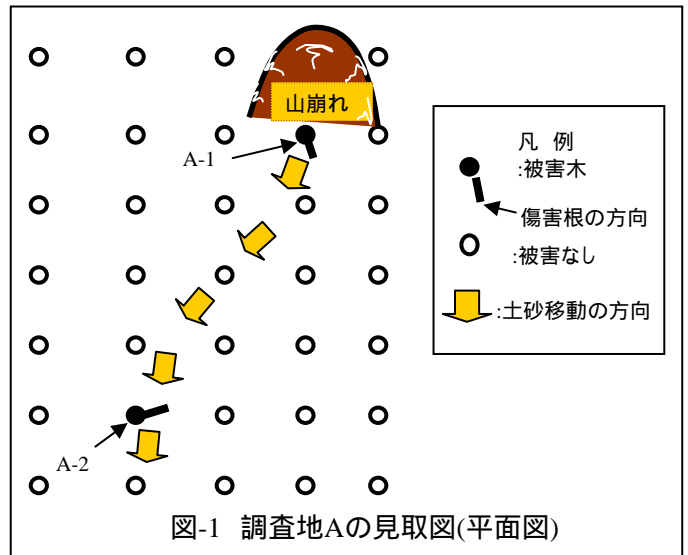 山崩れ
A-1
A-2
凡 例
:被害木
傷害根の方向
:被害なし
:土砂移動の方向
図-1 調査地Aの見取図(平面図)